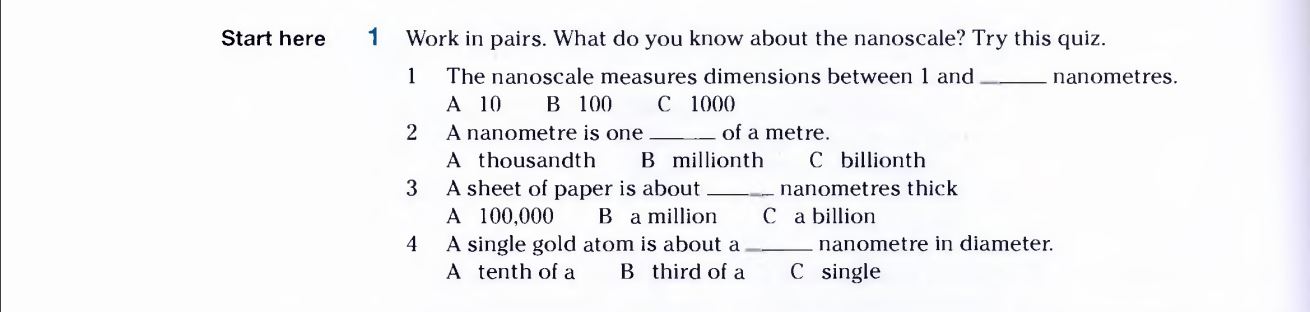 Start here 1 Work in pairs. What do you know about the nanoscale? Try this quiz.
1 The nanoscale measures dimensions between 1 and ______ nanometres.
A 10 B 100 C 1000
2 A nanometre is one ______ of a metre.
A thousandth B millionth C billionth
3 A sheet of paper is about ______ nanometres thick
A 100,000 B a million C a billion
4 A single gold atom is about a ______ nanometre in diameter.
A tenth of a B third of a C single